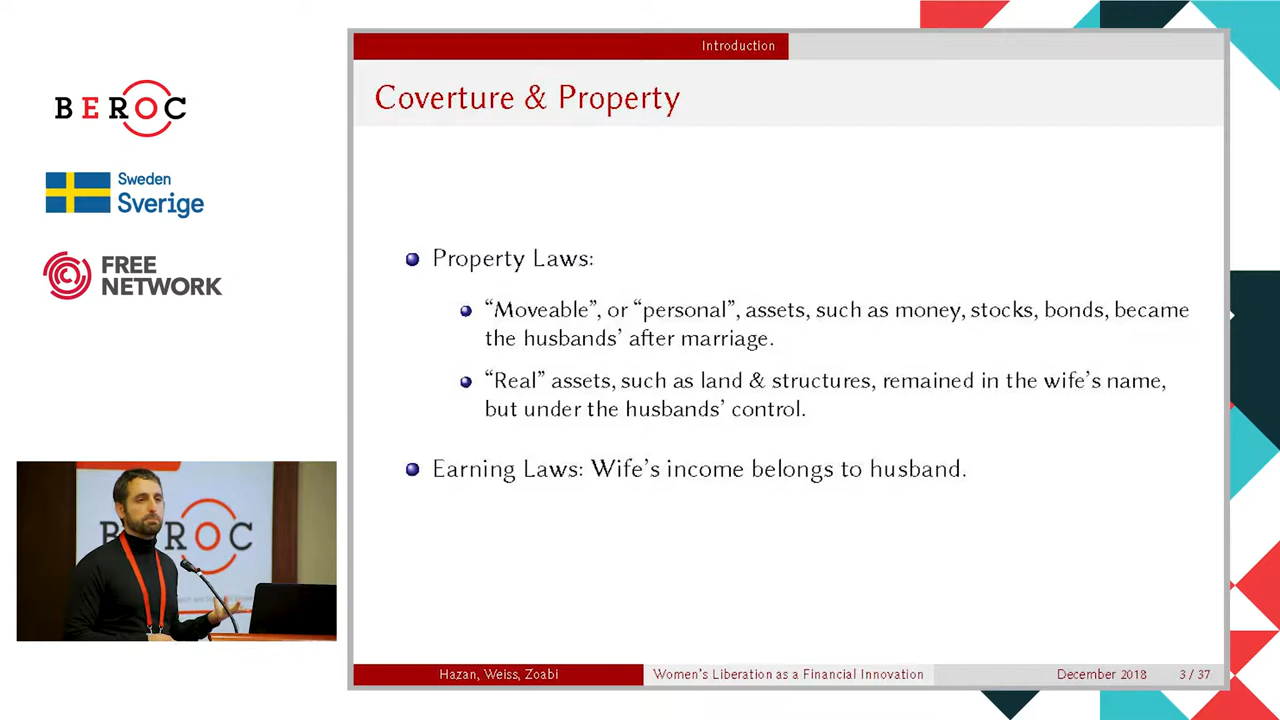 BEROC
Sweden
Sverige
FREE
NETWORK
Introduction
Coverture & Property
Property Laws:
“Moveable”, or “personal”, assets, such as money, stocks, bonds, became
the husbands’ after marriage.
“Real” assets, such as land & structures, remained in the wife’s name,
but under the husbands’ control.
Earning Laws: Wife’s income belongs to husband.
BEROC
Hazan, Weiss, Zoabi
Women’s Liberation as a Financial Innovation
December 2018
3 / 37